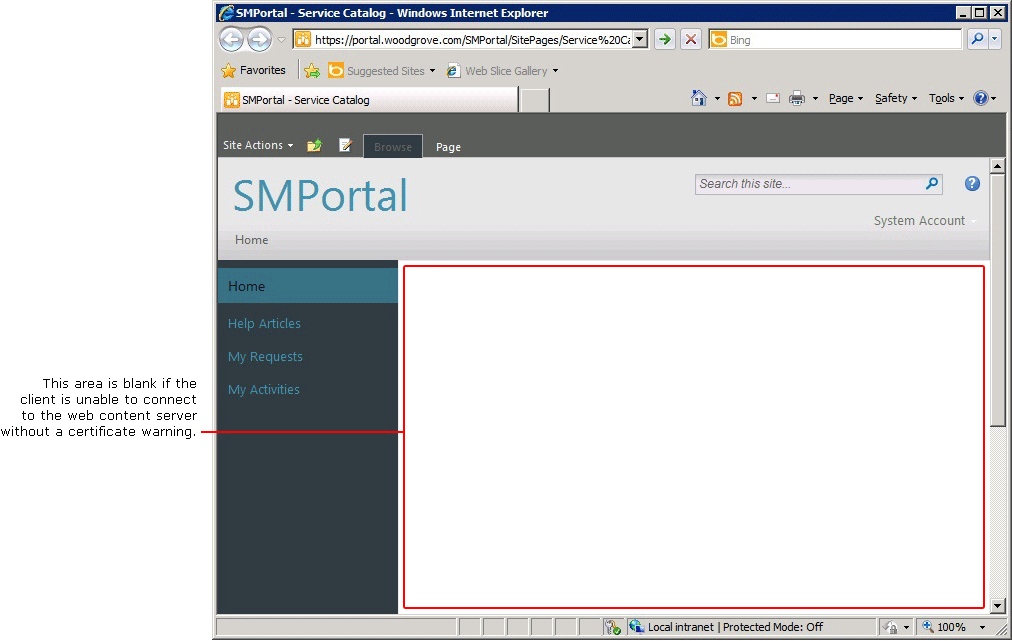 SMPortal - Service Catalog - Windows Internet Explorer
https://portal.woodgrove.com/SMPortal/SitePages/Service%20Ca
Bing
Favorites
Suggested Sites
Web Slice Gallery
SMPortal - Service Catalog
Page
Safety
Tools
Site Actions
Browse
Page
SMPortal
Search this site...
System Account
Home
Home
Help Articles
My Requests
My Activities
This area is blank if the
client is unable to connect
to the web content server
without a certificate warning.
Local intranet | Protected Mode: Off
100%